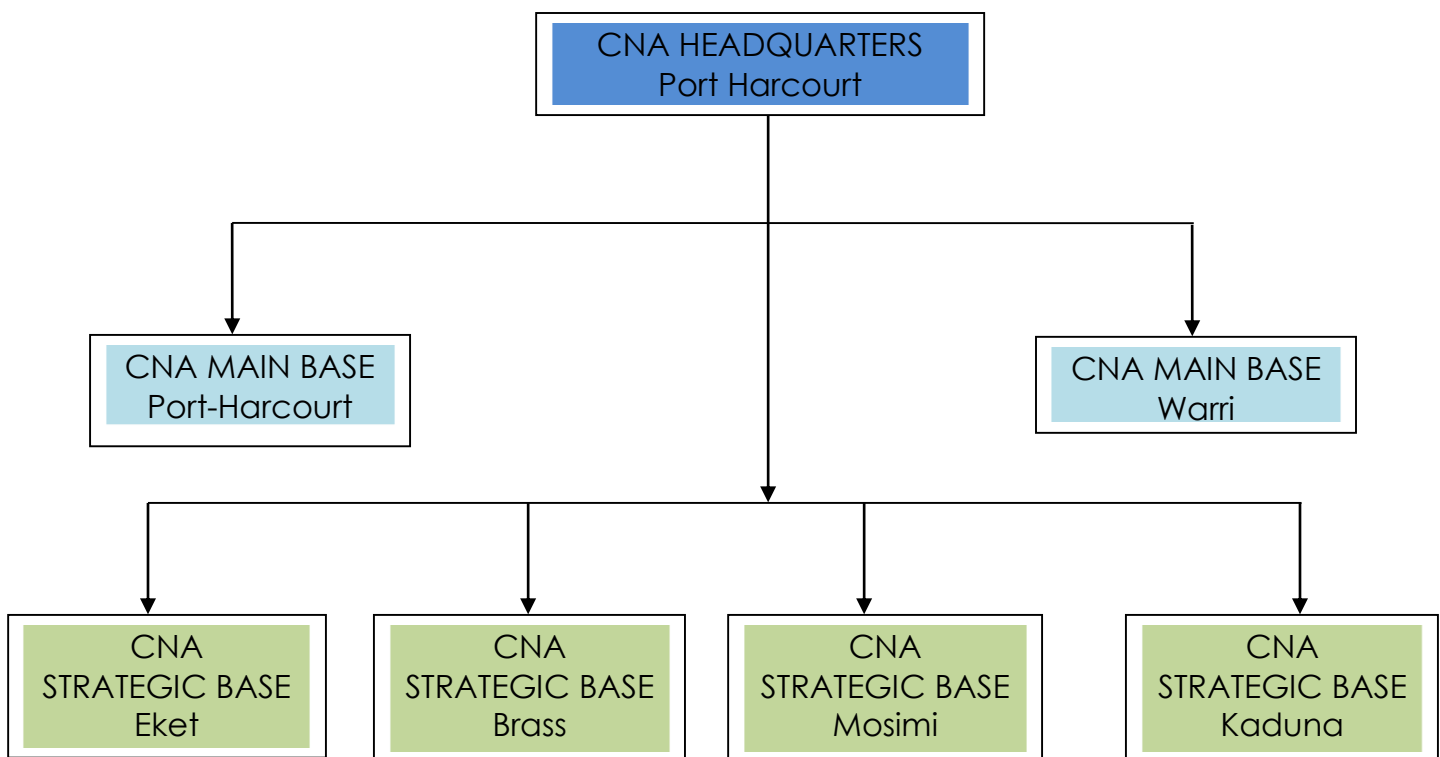 CNA HEADQUARTERS
Port Harcourt
CNA MAIN BASE
Port-Harcourt
CNA MAIN BASE
Warri
CNA
STRATEGIC BASE
Eket
CNA
STRATEGIC BASE
Brass
CNA
STRATEGIC BASE
Mosimi
CNA
STRATEGIC BASE
Kaduna